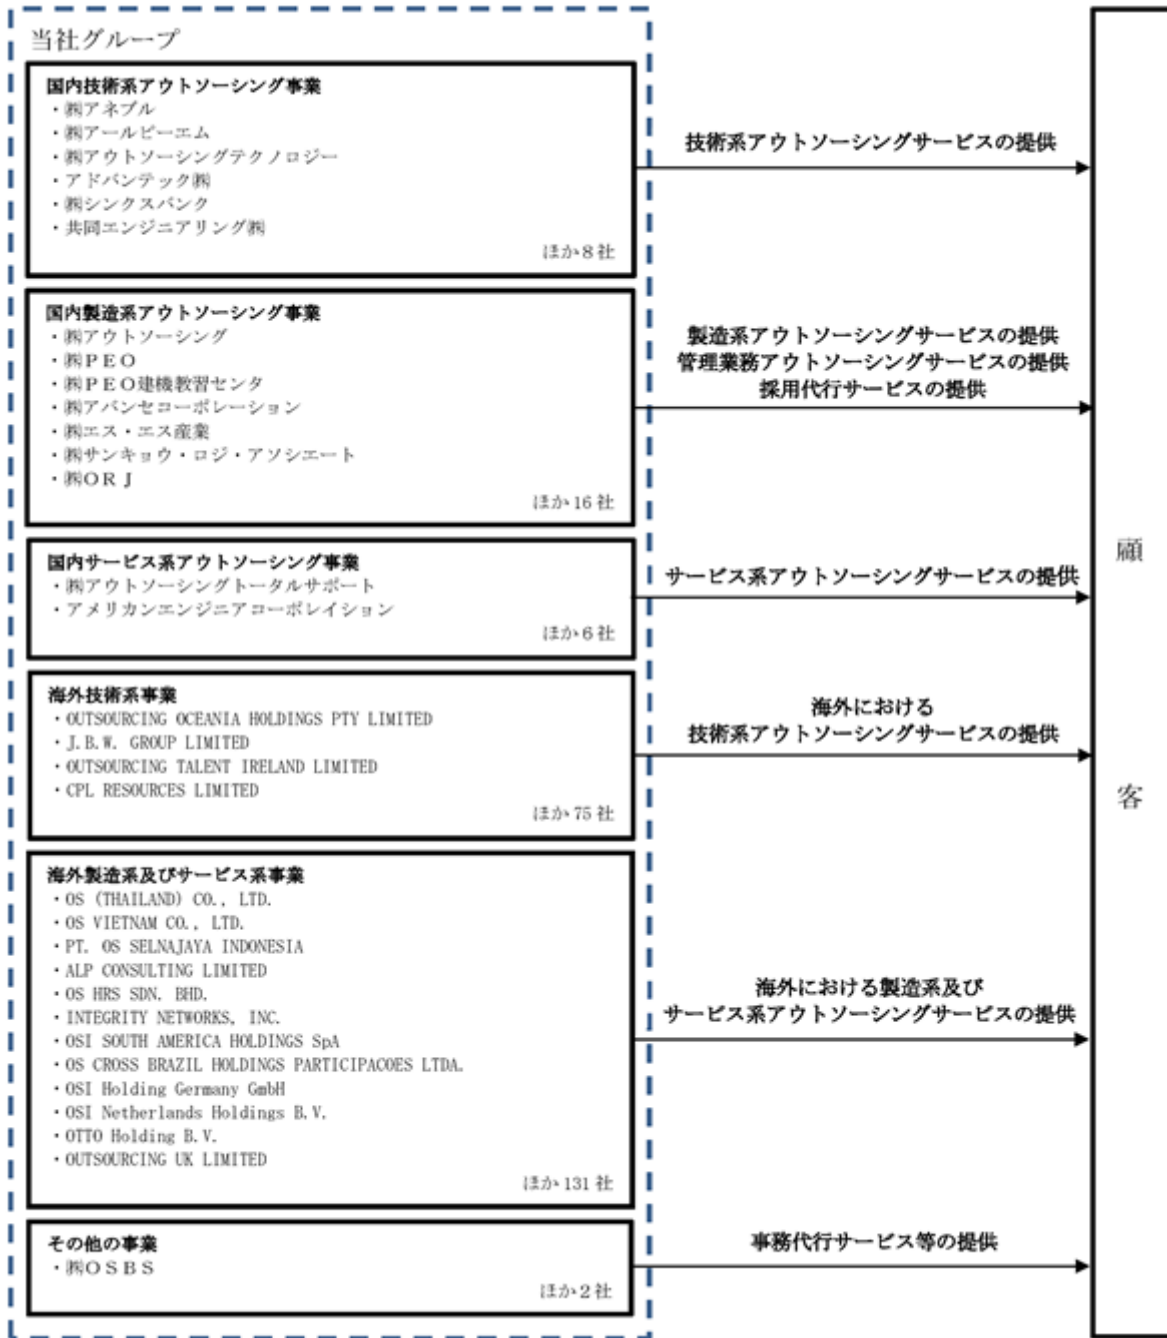 当社グループ
国内技術系アウトソーシング事業
・㈱アネブル
・㈱アールピーエム
・㈱アウトソーシングテクノロジー
・アドバンテック㈱
・㈱シンクスバンク
・共同エンジニアリング㈱
ほか8社
技術系アウトソーシングサービスの提供
国内製造系アウトソーシング事業
・㈱アウトソーシング
・㈱ＰＥＯ
・㈱ＰＥＯ建機教習センタ
・㈱アバンセコーポレーション
・㈱エス・エス産業
・㈱サンキョウ・ロジ・アソシエート
・㈱ＯＲＪ
ほか16社
製造系アウトソーシングサービスの提供
管理業務アウトソーシングサービスの提供
採用代行サービスの提供
国内サービス系アウトソーシング事業
・㈱アウトソーシングトータルサポート
・アメリカンエンジニアコーポレイション
ほか6社
サービス系アウトソーシングサービスの提供
海外技術系事業
・OUTSOURCING OCEANIA HOLDINGS PTY LIMITED
・J.B.W. GROUP LIMITED
・OUTSOURCING TALENT IRELAND LIMITED
・CPL RESOURCES LIMITED
ほか75社
海外における
技術系アウトソーシングサービスの提供
海外製造系及びサービス系事業
・OS (THAILAND) CO., LTD.
・OS VIETNAM CO., LTD.
・PT. OS SELNAJAYA INDONESIA
・ALP CONSULTING LIMITED
・OS HRS SDN. BHD.
・INTEGRITY NETWORKS, INC.
・OSI SOUTH AMERICA HOLDINGS SpA
・OS CROSS BRAZIL HOLDINGS PARTICIPACOES LTDA.
・OSI Holding Germany GmbH
・OSI Netherlands Holdings B.V.
・OTTO Holding B.V.
・OUTSOURCING UK LIMITED
ほか131社
海外における製造系及び
サービス系アウトソーシングサービスの提供
その他の事業
・㈱ＯＳＢＳ
ほか2社
事務代行サービス等の提供
顧
客